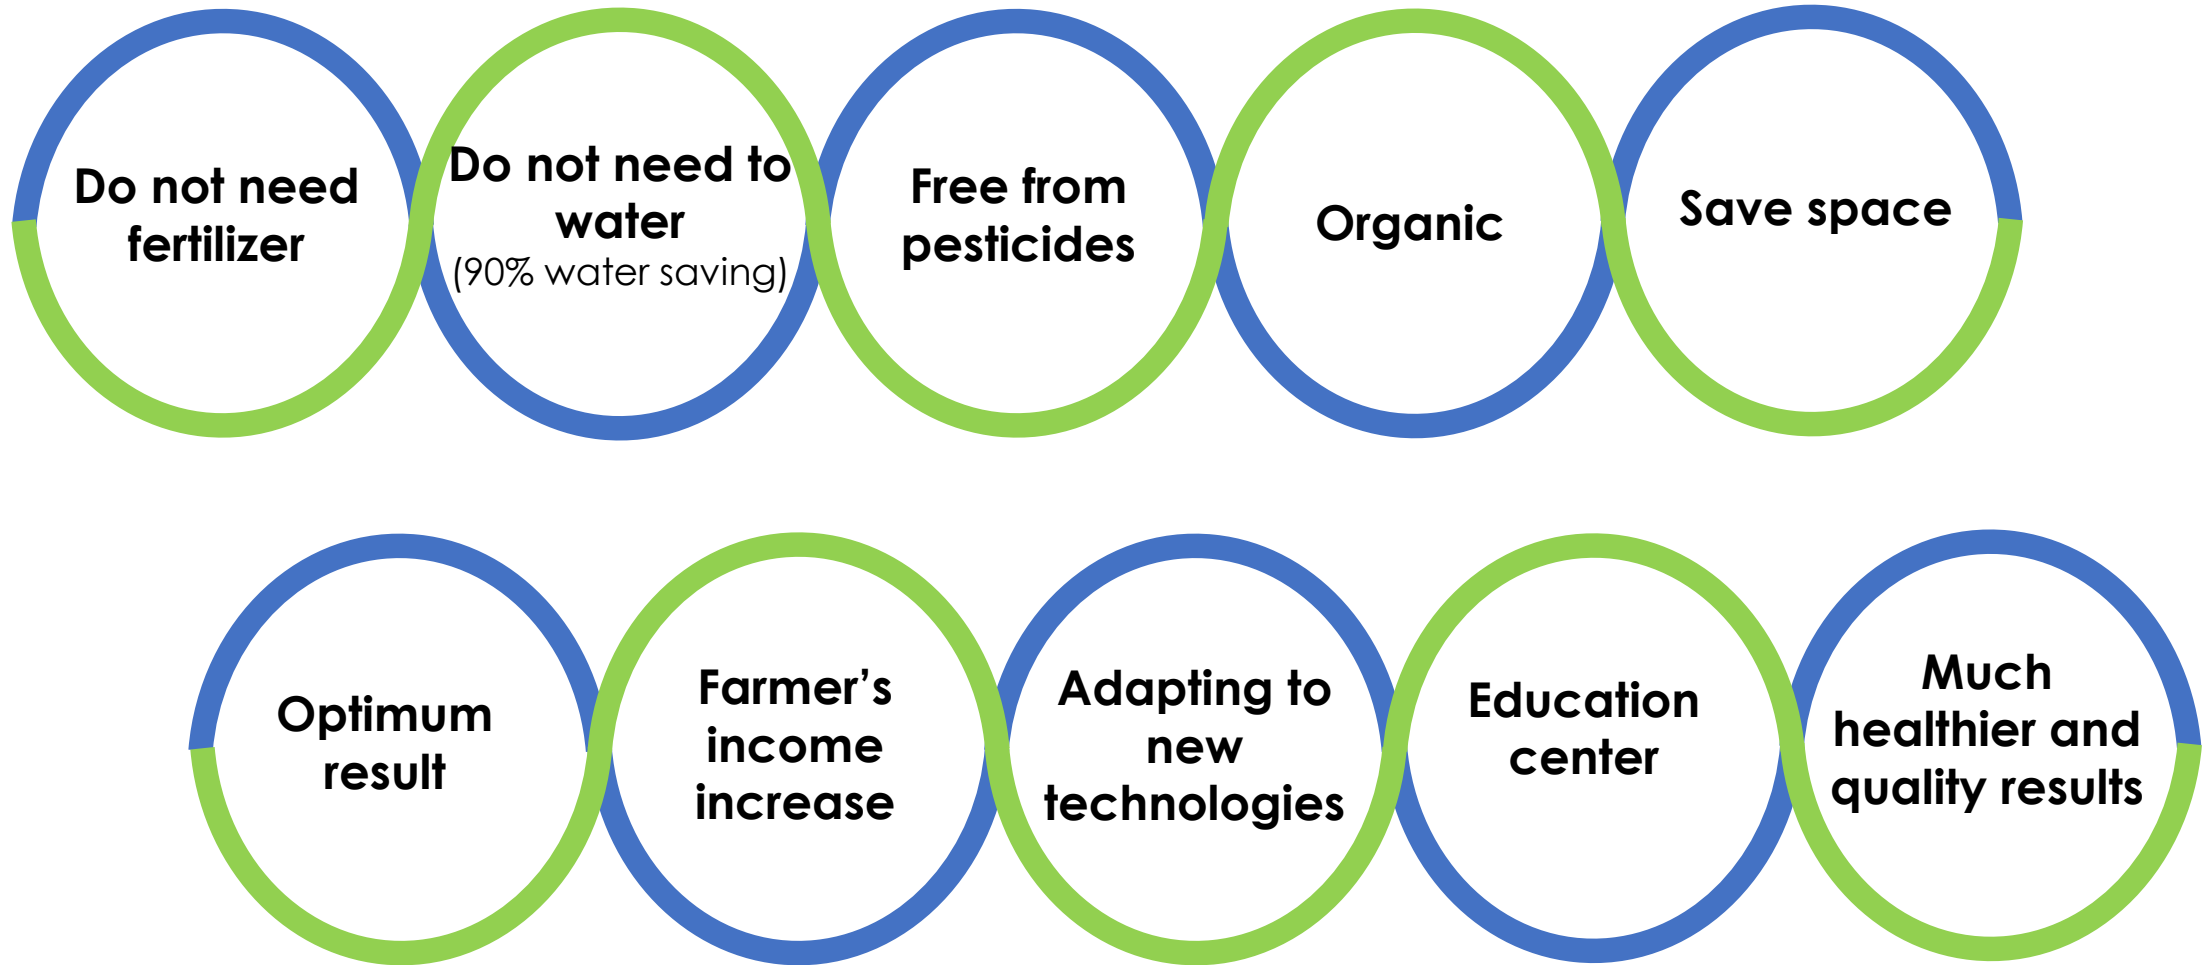 Do not need
fertilizer
Do not need to
water
(90% water saving)
Free from
pesticides
Organic
Save space
Optimum
result
Farmer’s
income
increase
Adapting to
new
technologies
Education
center
Much
healthier and
quality results